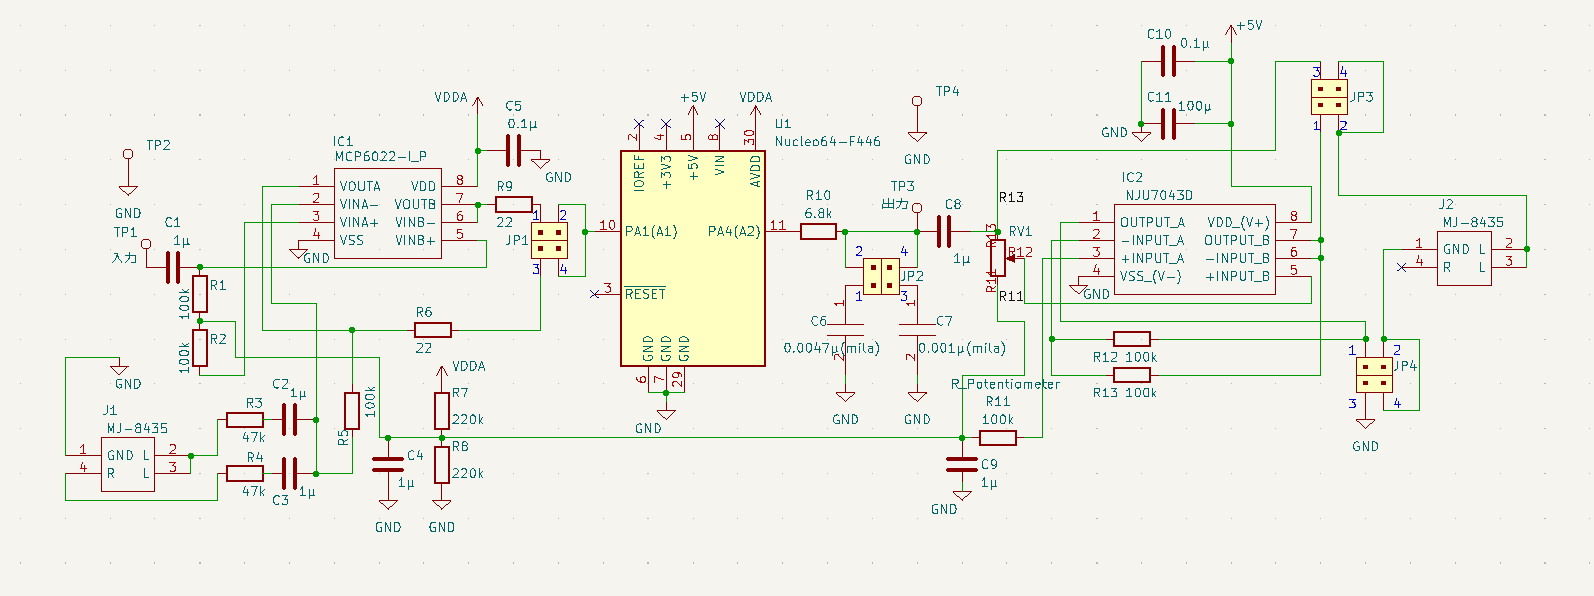 +5V
C10
0.1µ
C11
100µ
GND
3
4
JP3
1
2
VDDA
C5
0.1µ
GND
+5V
VDDA
U1
Nucleo64-F446
2
4
5
8
30
IOREF
+3V3
+5V
VIN
AVDD
TP4
GND
TP2
GND
IC1
MCP6022-I_P
1
VOUTA
VDD
8
2
VINA-
VOUTB
7
3
VINA+
VINB-
6
4
VSS
VINB+
5
GND
R9
22
1
2
JP1
3
4
10
PA1(A1)
PA4(A2)
11
3
RESET
GND
GND
GND
6
7
29
GND
C1
1µ
TP1
入力
R1
100k
R2
100k
R6
22
R10
6.8k
TP3
出力
C8
1µ
2
4
JP2
1
3
C6
1
0.0047µ(mila)
2
GND
C7
1
0.001µ(mila)
2
GND
R13
RV1
R13
R12
R11
R11
R_Potentiometer
IC2
NJU7043D
1
OUTPUT_A
VDD_(V+)
8
2
-INPUT_A
OUTPUT_B
7
3
+INPUT_A
-INPUT_B
6
4
VSS_(V-)
+INPUT_B
5
GND
J2
MJ-8435
1
GND
L
2
4
R
L
3
R12 100k
R13 100k
1
2
JP4
3
4
GND
GND
J1
MJ-8435
1
GND
L
2
4
R
L
3
R3
47k
C2
1µ
R4
47k
C3
1µ
R5
100k
VDDA
R7
220k
R8
220k
C4
1µ
GND
GND
R11
100k
C9
1µ
GND